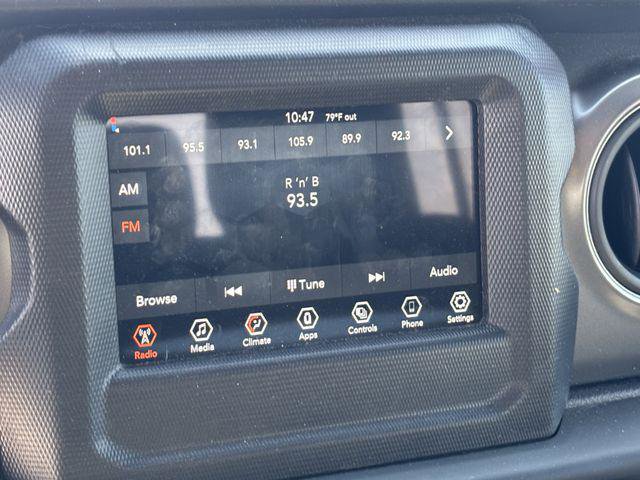 10:47 79°F out
101.1 95.5 93.1 105.9 89.9 92.3
AM
R 'n' B
93.5
FM
Browse Tune Audio
Radio Media Climate Apps Controls Phone Settings